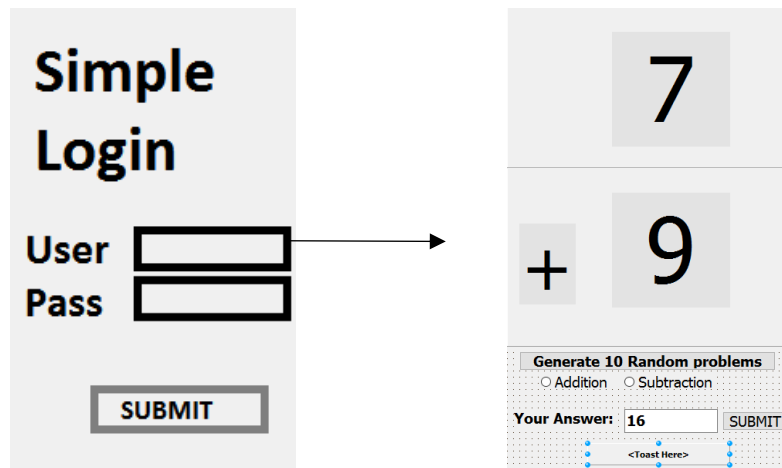 Simple
Login
User
Pass
SUBMIT
7
+ 9
Generate 10 Random problems
Addition Subtraction
Your Answer: 16 SUBMIT
<Toast Here>